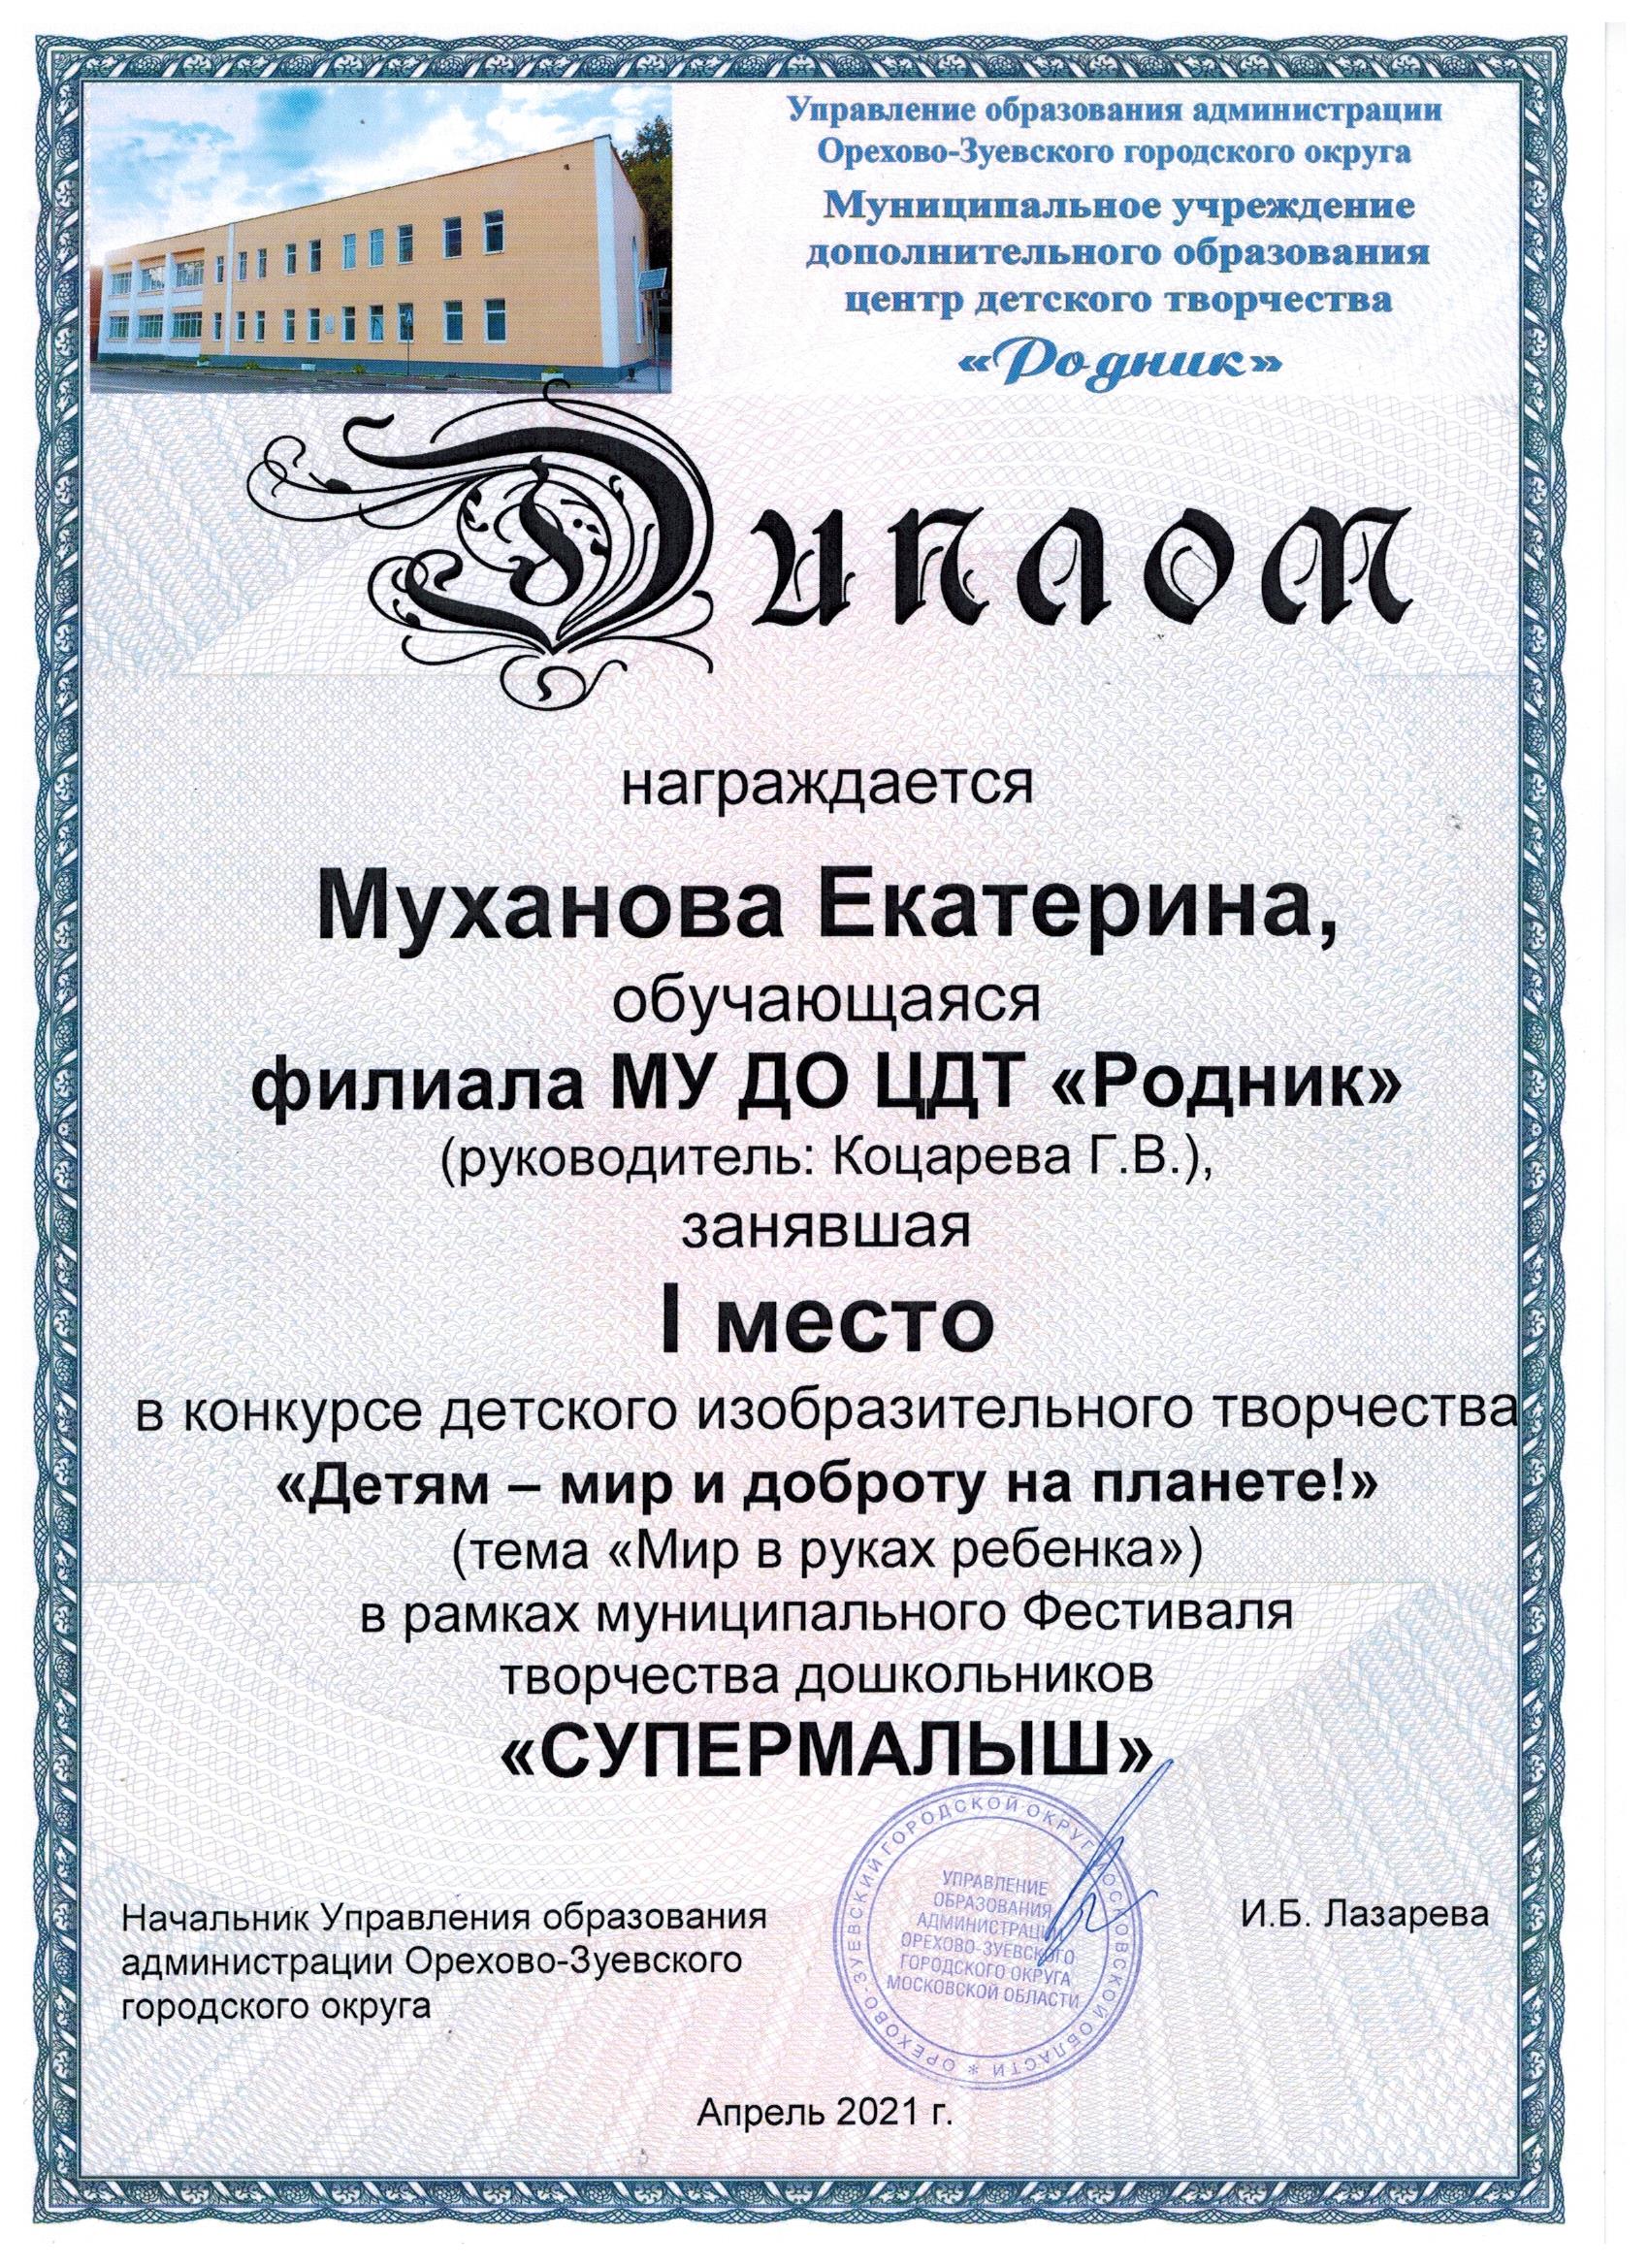 Управление образования администрации
Орехово-Зуевского городского округа
Муниципальное учреждение
дополнительного образования
центр детского творчества
«Родник»
Диплом
награждается
Муханова Екатерина,
обучающаяся
филиала МУ ДО ЦДТ «Родник»
(руководитель: Коцарева Г.В.),
занявшая
I место
в конкурсе детского изобразительного творчества
«Детям – мир и доброту на планете!»
(тема «Мир в руках ребенка»)
в рамках муниципального Фестиваля
творчества дошкольников
«СУПЕРМАЛЫШ»
Начальник Управления образования
администрации Орехово-Зуевского
городского округа
ОРЕХОВО-ЗУЕВСКИЙ ГОРОДСКОЙ ОКРУГ МОСКОВСКОЙ ОБЛАСТИ *
УПРАВЛЕНИЕ
ОБРАЗОВАНИЯ
АДМИНИСТРАЦИИ
ОРЕХОВО-ЗУЕВСКОГО
ГОРОДСКОГО ОКРУГА
МОСКОВСКОЙ ОБЛАСТИ
И.Б. Лазарева
Апрель 2021 г.